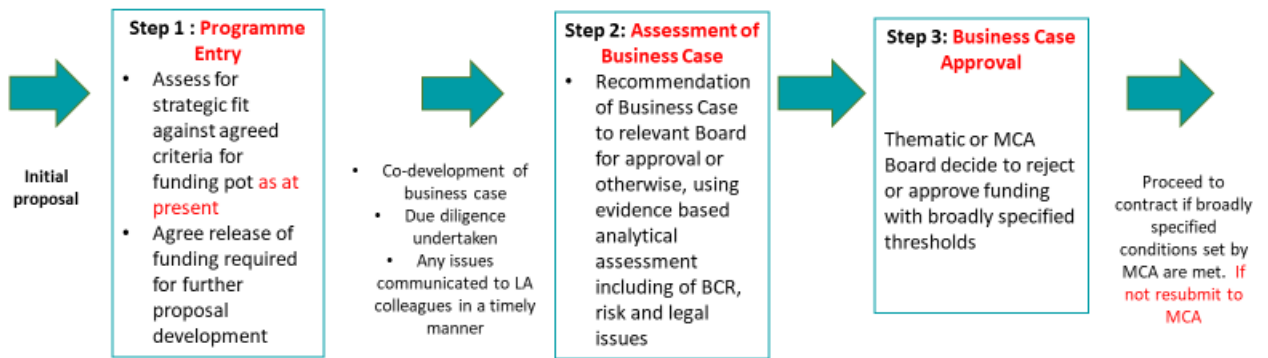 Initial
proposal
Step 1 : Programme
Entry
• Assess for
strategic fit
against agreed
criteria for
funding pot as at
present
• Agree release of
funding required
for further
proposal
development
• Co-development of
business case
• Due diligence
undertaken
• Any issues
communicated to LA
colleagues in a timely
manner
Step 2: Assessment of
Business Case
• Recommendation
of Business Case
to relevant Board
for approval or
otherwise, using
evidence based
analytical
assessment
including of BCR,
risk and legal
issues
Step 3: Business Case
Approval
Thematic or MCA
Board decide to reject
or approve funding
with broadly specified
thresholds
Proceed to
contract if broadly
specified
conditions set by
MCA are met. If
not resubmit to
MCA